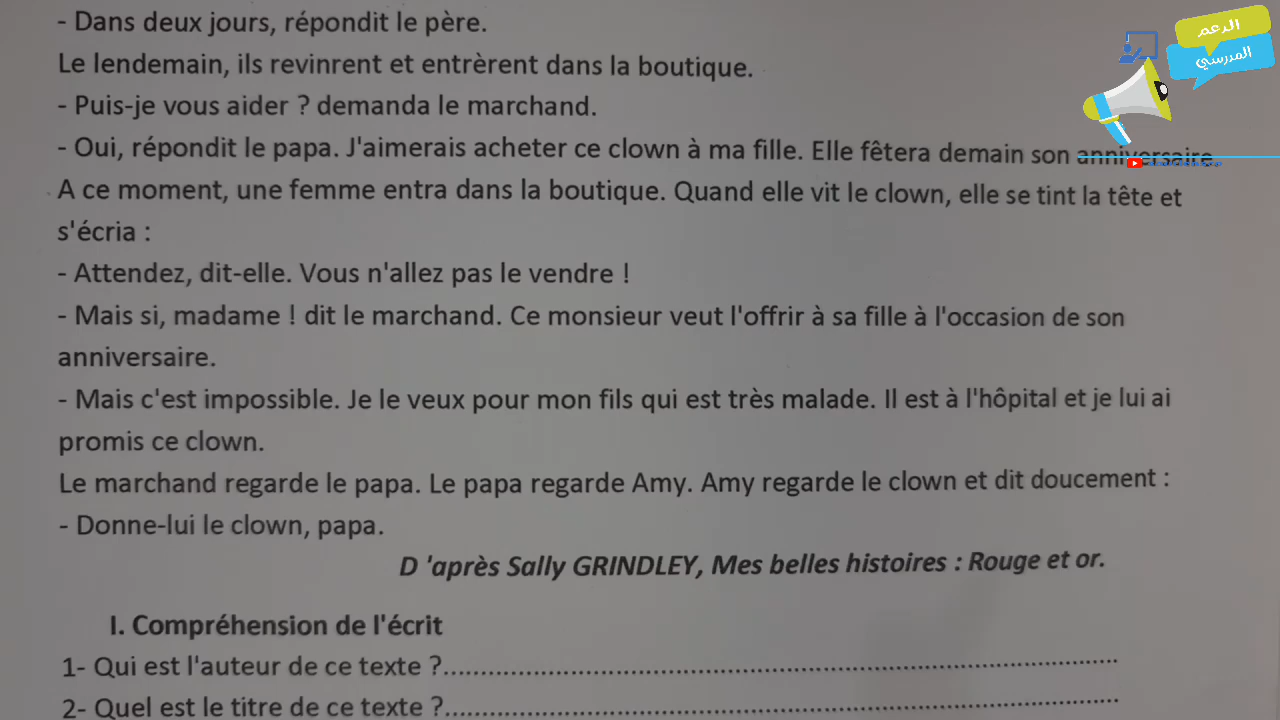 - Dans deux jours, répondit le père.
Le lendemain, ils revinrent et entrèrent dans la boutique.
- Puis-je vous aider ? demanda le marchand.
- Oui, répondit le papa. J'aimerais acheter ce clown à ma fille. Elle fêtera demain son anniversaire.
A ce moment, une femme entra dans la boutique. Quand elle vit le clown, elle se tint la tête et
s'écria :
- Attendez, dit-elle. Vous n'allez pas le vendre !
- Mais si, madame ! dit le marchand. Ce monsieur veut l'offrir à sa fille à l'occasion de son
anniversaire.
- Mais c'est impossible. Je le veux pour mon fils qui est très malade. Il est à l'hôpital et je lui ai
promis ce clown.
Le marchand regarde le papa. Le papa regarde Amy. Amy regarde le clown et dit doucement :
- Donne-lui le clown, papa.
D 'après Sally GRINDLEY, Mes belles histoires : Rouge et or.
I. Compréhension de l'écrit
1- Qui est l'auteur de ce texte ?
2- Quel est le titre de ce texte ?
الدعم
المدرسي